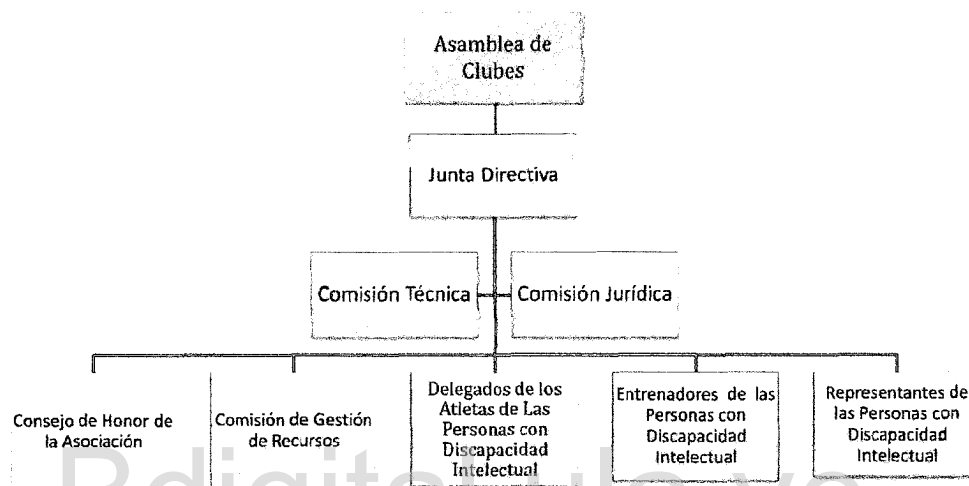 Asamblea de
Clubes
Junta Directiva
Comisión Técnica
Comisión Jurídica
Consejo de Honor de
la Asociación
Comisión de Gestión
de Recursos
Delegados de los
Atletas de Las
Personas con
Discapacidad
Intelectual
Entrenadores de las
Personas con
Discapacidad
Intelectual
Representantes de
las Personas con
Discapacidad
Intelectual